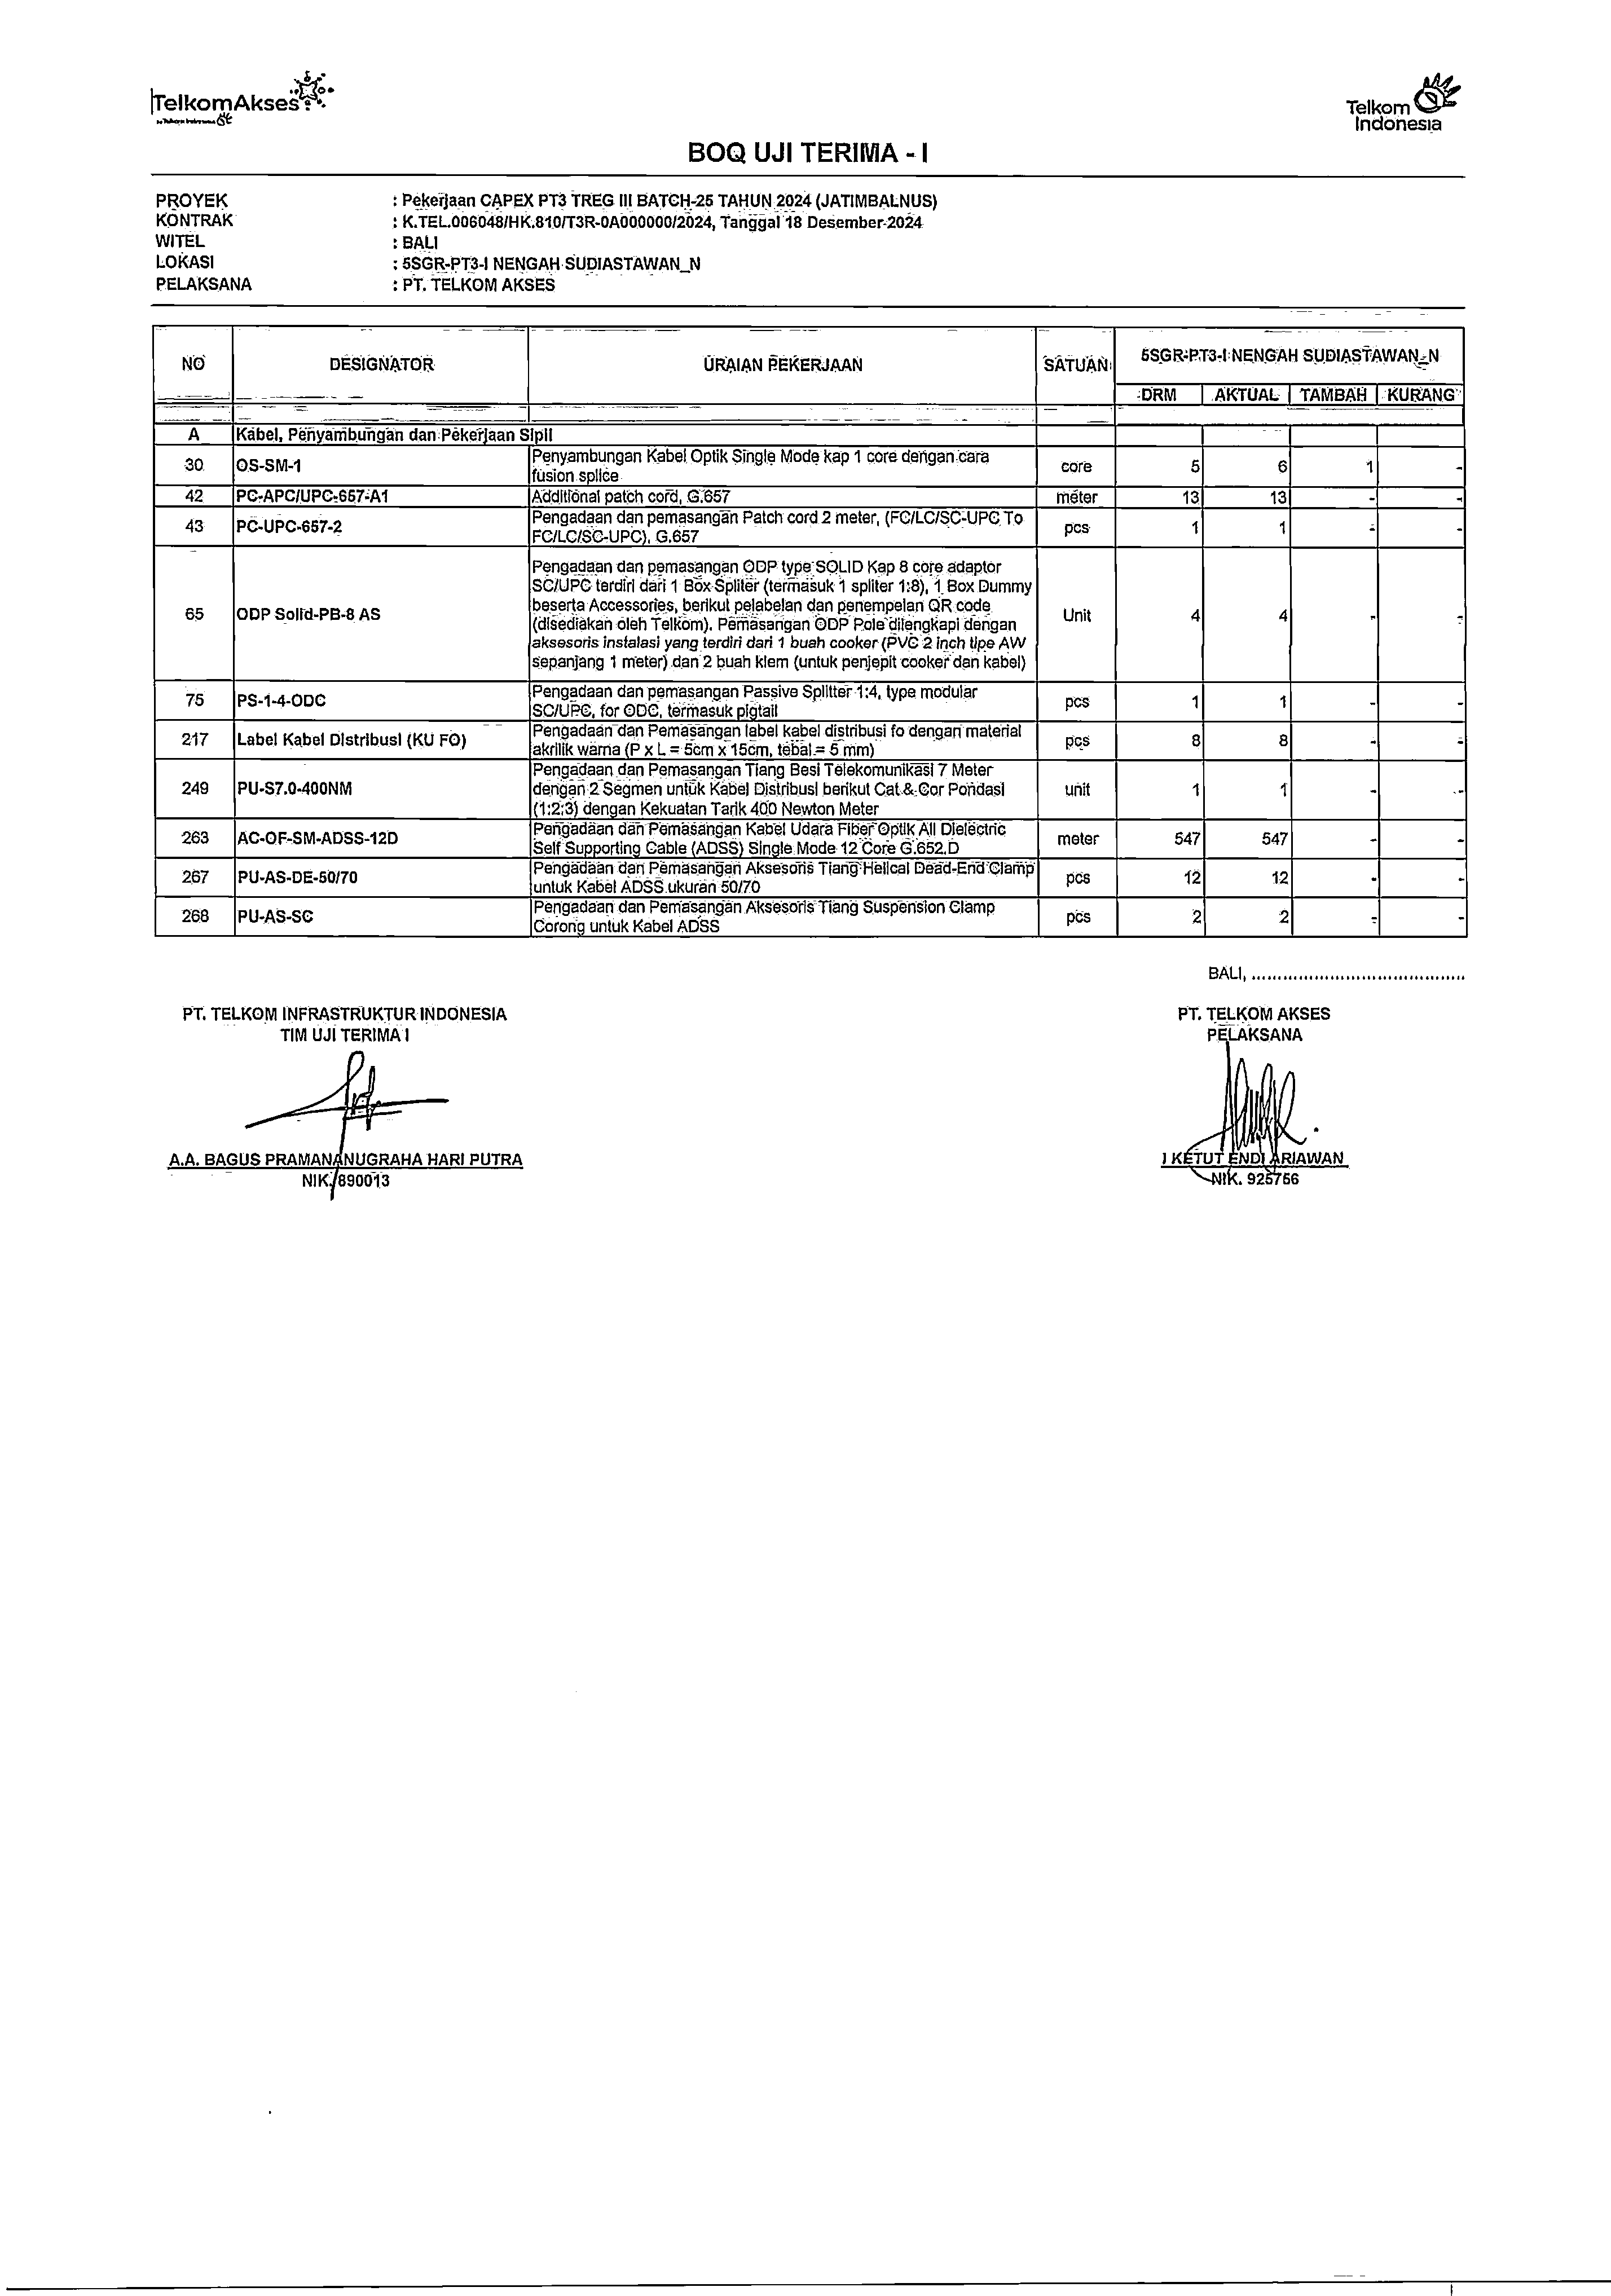 TelkomAkses
Telkom
Indonesia
BOQ UJI TERIMA - I
PROYEK : Pekerjaan CAPEX PT3 TREG III BATCH-25 TAHUN 2024 (JATIMBALNUS)
KONTRAK : K.TEL.006048/HK.810/T3R-0A000000/2024, Tanggal 18 Desember 2024
WITEL : BALI
LOKASI : 5SGR-PT3-I NENGAH SUDIASTAWAN_N
PELAKSANA : PT. TELKOM AKSES
NO DESIGNATOR URAIAN PEKERJAAN SATUAN 5SGR-PT3-I NENGAH SUDIASTAWAN_N
DRM AKTUAL TAMBAH KURANG
A Kabel, Penyambungan dan Pekerjaan Sipil
30 OS-SM-1 Penyambungan Kabel Optik Single Mode kap 1 core dengan cara
fusion splice core 5 6 1 -
42 PC-APC/UPC-657-A1 Additional patch cord, G.657 meter 13 13 - -
43 PC-UPC-657-2 Pengadaan dan pemasangan Patch cord 2 meter, (FC/LC/SC-UPC To
FC/LC/SC-UPC), G.657 pcs 1 1 - -
Pengadaan dan pemasangan ODP type SOLID Kap 8 core adaptor
SC/UPC terdiri dari 1 Box Spliter (termasuk 1 spliter 1:8), 1 Box Dummy
beserta Accessories, berikut pelabelan dan penempelan QR code
65 ODP Solid-PB-8 AS (disediakan oleh Telkom). Pemasangan ODP Pole dilengkapi dengan Unit 4 4 - -
aksesoris instalasi yang terdiri dari 1 buah cooker (PVC 2 inch tipe AW
sepanjang 1 meter) dan 2 buah klem (untuk penjepit cooker dan kabel)
75 PS-1-4-ODC Pengadaan dan pemasangan Passive Splitter 1:4, type modular
SC/UPC, for ODC, termasuk pigtail pcs 1 1 - -
217 Label Kabel Distribusi (KU FO) Pengadaan dan Pemasangan label kabel distribusi fo dengan material
akrilik warna (P x L = 5cm x 15cm, tebal = 5 mm) pcs 8 8 - -
Pengadaan dan Pemasangan Tiang Besi Telekomunikasi 7 Meter
249 PU-S7.0-400NM dengan 2 Segmen untuk Kabel Distribusi berikut Cat & Cor Pondasi unit 1 1 - -
(1:2:3) dengan Kekuatan Tarik 400 Newton Meter
263 AC-OF-SM-ADSS-12D Pengadaan dan Pemasangan Kabel Udara Fiber Optik All Dielectric
Self Supporting Cable (ADSS) Single Mode 12 Core G.652.D meter 547 547 - -
267 PU-AS-DE-50/70 Pengadaan dan Pemasangan Aksesoris Tiang Helical Dead-End Clamp
untuk Kabel ADSS ukuran 50/70 pcs 12 12 - -
268 PU-AS-SC Pengadaan dan Pemasangan Aksesoris Tiang Suspension Clamp
Corong untuk Kabel ADSS pcs 2 2 - -
BALI, ........................................
PT. TELKOM INFRASTRUKTUR INDONESIA
TIM UJI TERIMA I
A.A. BAGUS PRAMANANUGRAHA HARI PUTRA
NIK. 890013
PT. TELKOM AKSES
PELAKSANA
I KETUT ENDI ARIAWAN
NIK. 925756